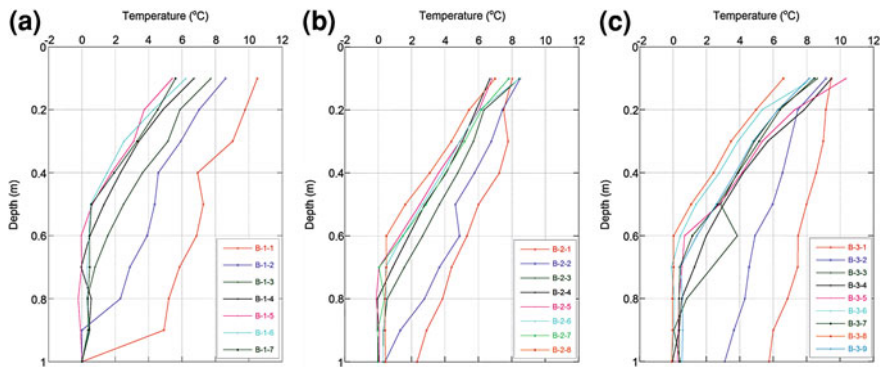 (a)
Temperature (°C)
-2 0 2 4 6 8 10 12
0
0.2
0.4
0.6
0.8
1
Depth (m)
B-1-1
B-1-2
B-1-3
B-1-4
B-1-5
B-1-6
B-1-7
(b)
Temperature (°C)
-2 0 2 4 6 8 10 12
0
0.2
0.4
0.6
0.8
1
Depth (m)
B-2-1
B-2-2
B-2-3
B-2-4
B-2-5
B-2-6
B-2-7
B-2-8
(c)
Temperature (°C)
-2 0 2 4 6 8 10 12
0
0.2
0.4
0.6
0.8
1
Depth (m)
B-3-1
B-3-2
B-3-3
B-3-4
B-3-5
B-3-6
B-3-7
B-3-8
B-3-9